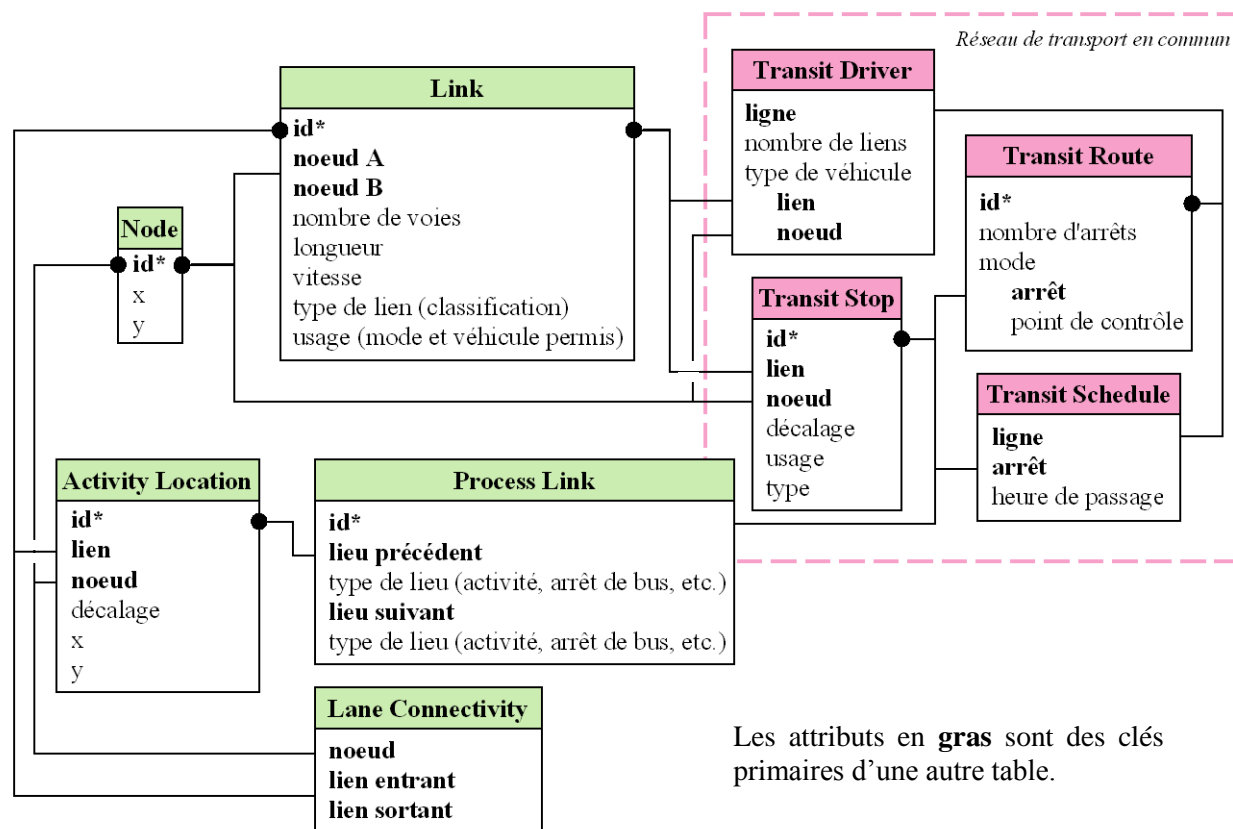 Réseau de transport en commun
Transit Driver
ligne
nombre de liens
type de véhicule
lien
noeud
Link
id*
noeud A
noeud B
nombre de voies
longueur
vitesse
type de lien (classification)
usage (mode et véhicule permis)
Transit Route
id*
nombre d'arrêts
mode
arrêt
point de contrôle
Node
id*
x
y
Transit Stop
id*
lien
noeud
décalage
usage
type
Transit Schedule
ligne
arrêt
heure de passage
Activity Location
id*
lien
noeud
décalage
x
y
Process Link
id*
lieu précédent
type de lieu (activité, arrêt de bus, etc.)
lieu suivant
type de lieu (activité, arrêt de bus, etc.)
Lane Connectivity
noeud
lien entrant
lien sortant
Les attributs en gras sont des clés
primaires d’une autre table.